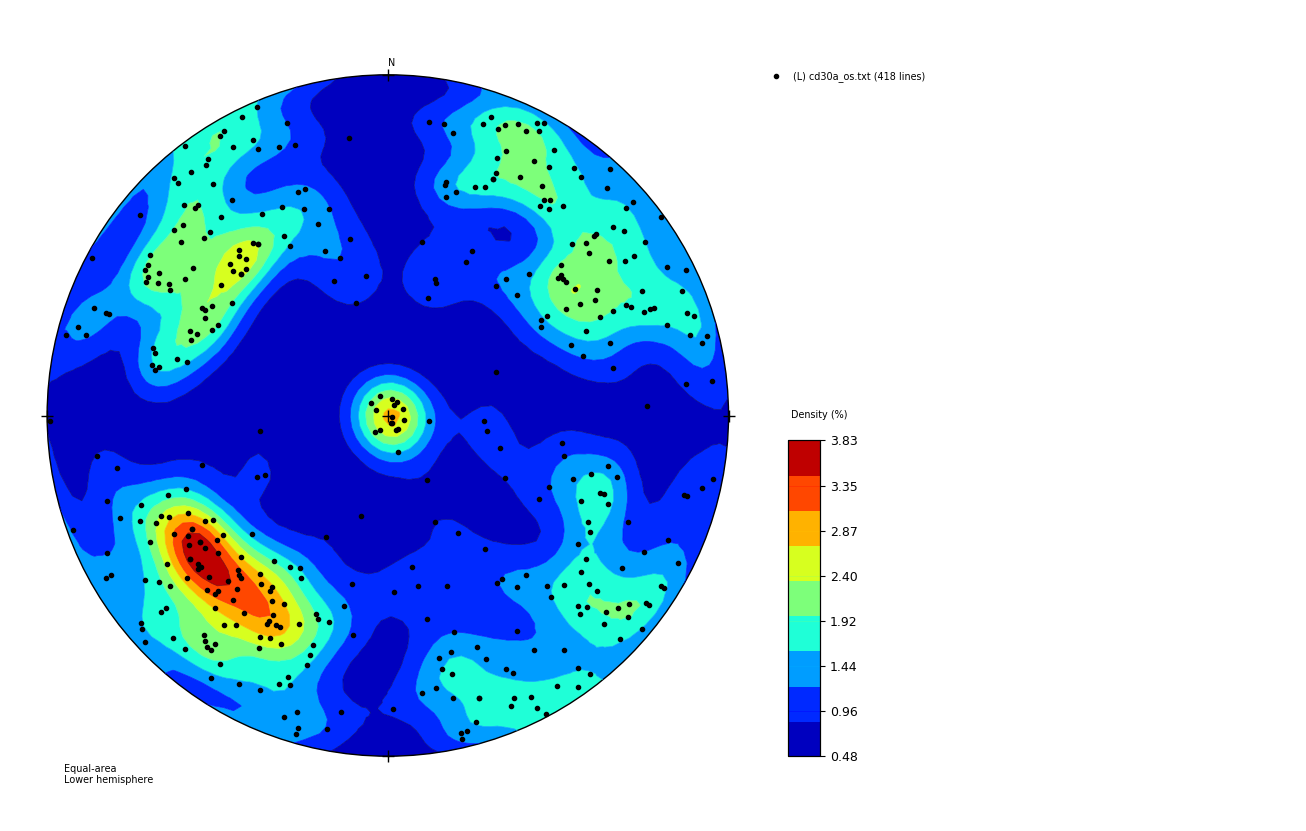 N
(L) cd30a_os.txt (418 lines)
Density (%)
3.83
3.35
2.87
2.40
1.92
1.44
0.96
0.48
Equal-area
Lower hemisphere